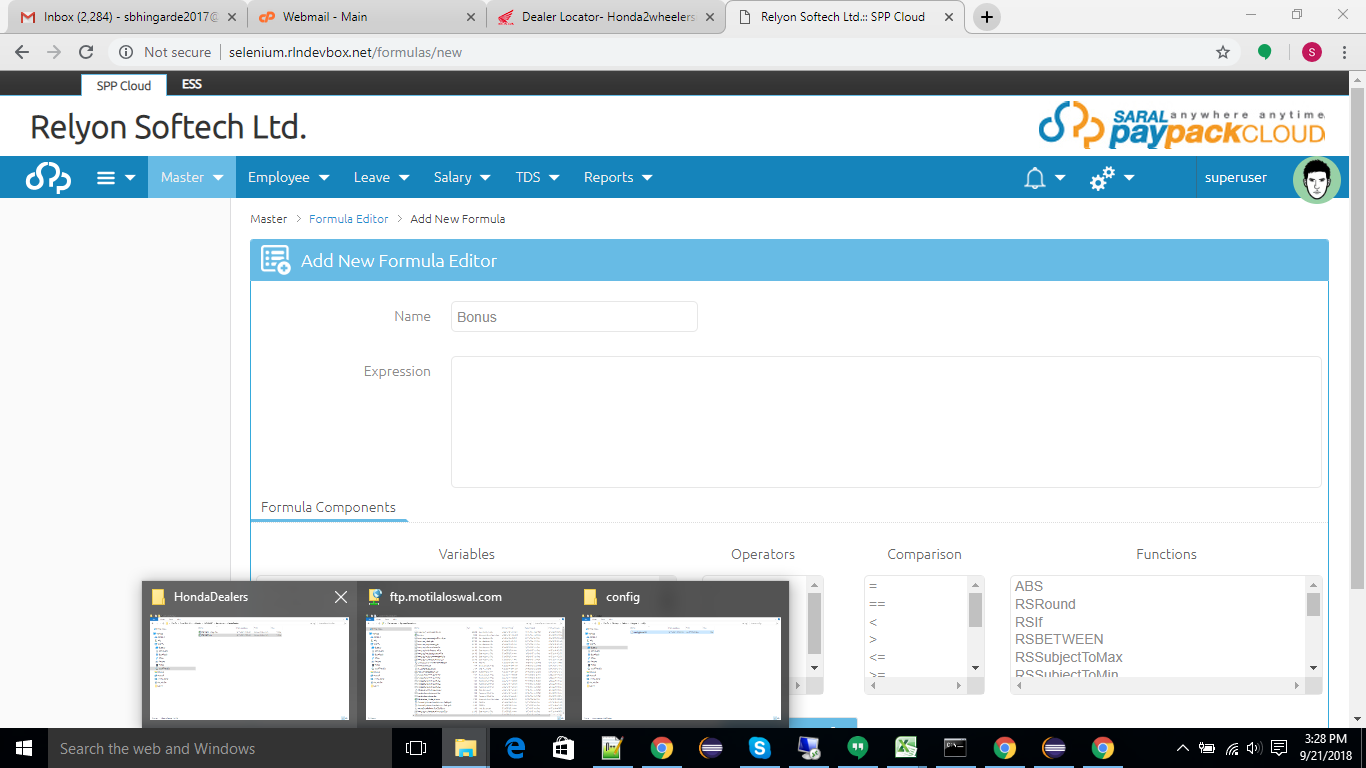 Inbox (2,284) - sbhingarde2017@
Webmail - Main
Dealer Locator- Honda2wheelers
Relyon Softech Ltd.:: SPP Cloud
Not secure
selenium.rlndevbox.net/formulas/new
S
SPP Cloud
ESS
Relyon Softech Ltd.
SARAL anywhere anytime
paypackCLOUD
Master
Employee
Leave
Salary
TDS
Reports
superuser
Master > Formula Editor > Add New Formula
Add New Formula Editor
Name
Bonus
Expression
Formula Components
Variables
Operators
Comparison
Functions
=
==
<
>
<=
>=
ABS
RSRound
RSIf
RSBETWEEN
RSSubjectToMax
RSSubjectToMin
HondaDealers
ftp.motilaloswal.com
config
Search the web and Windows
3:28 PM
9/21/2018